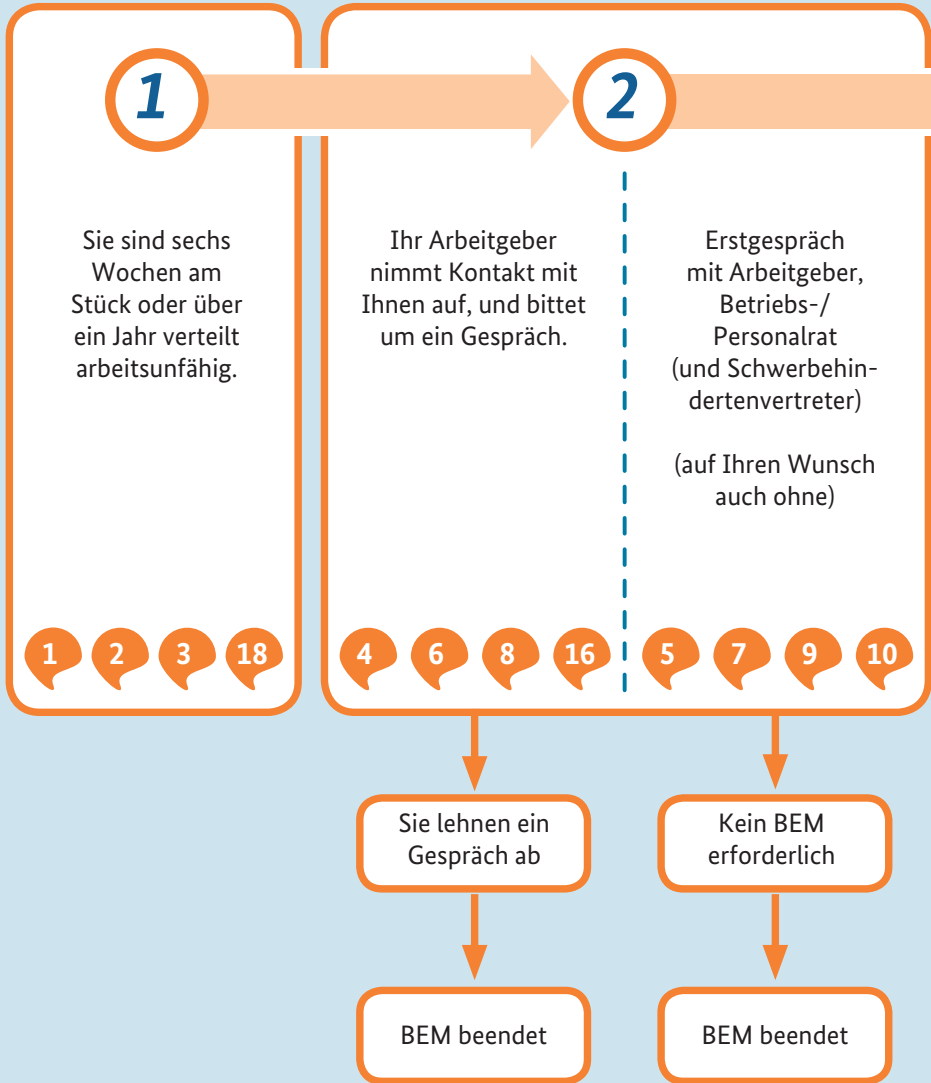 1
2
Sie sind sechs
Wochen am
Stück oder über
ein Jahr verteilt
arbeitsunfähig.
Ihr Arbeitgeber
nimmt Kontakt mit
Ihnen auf, und bittet
um ein Gespräch.
Erstgespräch
mit Arbeitgeber,
Betriebs-/
Personalrat
(und Schwerbehin-
dertenvertreter)
(auf Ihren Wunsch
auch ohne)
1 2 3 18
4 6 8 16
5 7 9 10
Sie lehnen ein
Gespräch ab
Kein BEM
erforderlich
BEM beendet
BEM beendet